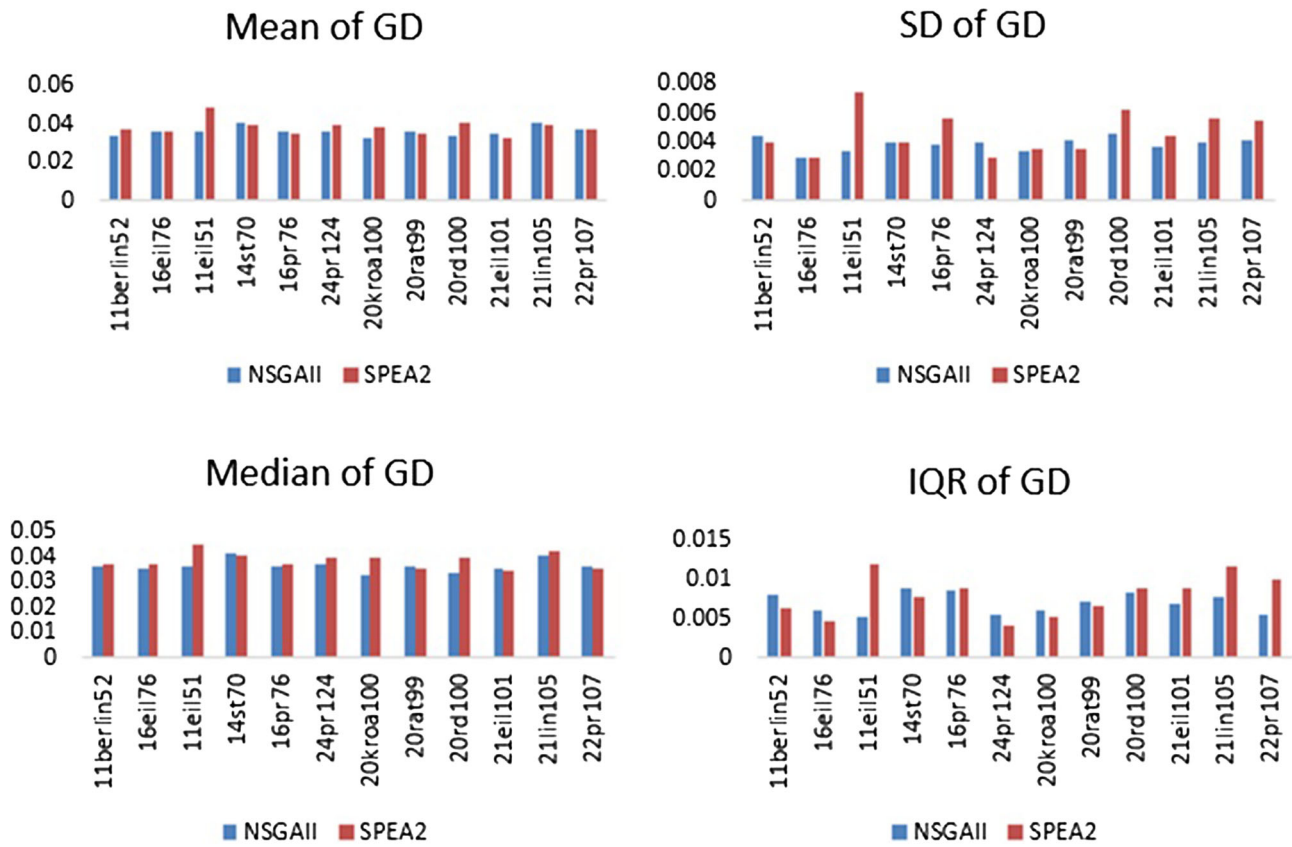 Mean of GD
0.06
0.04
0.02
0
11berlin52
16eil76
11eil51
14st70
16pr76
24pr124
20kroa100
20rat99
20rd100
21eil101
21lin105
22pr107
NSGAII SPEA2
SD of GD
0.008
0.006
0.004
0.002
0
11berlin52
16eil76
11eil51
14st70
16pr76
24pr124
20kroa100
20rat99
20rd100
21eil101
21lin105
22pr107
NSGAII SPEA2
Median of GD
0.05
0.04
0.03
0.02
0.01
0
11berlin52
16eil76
11eil51
14st70
16pr76
24pr124
20kroa100
20rat99
20rd100
21eil101
21lin105
22pr107
NSGAII SPEA2
IQR of GD
0.015
0.01
0.005
0
11berlin52
16eil76
11eil51
14st70
16pr76
24pr124
20kroa100
20rat99
20rd100
21eil101
21lin105
22pr107
NSGAII SPEA2